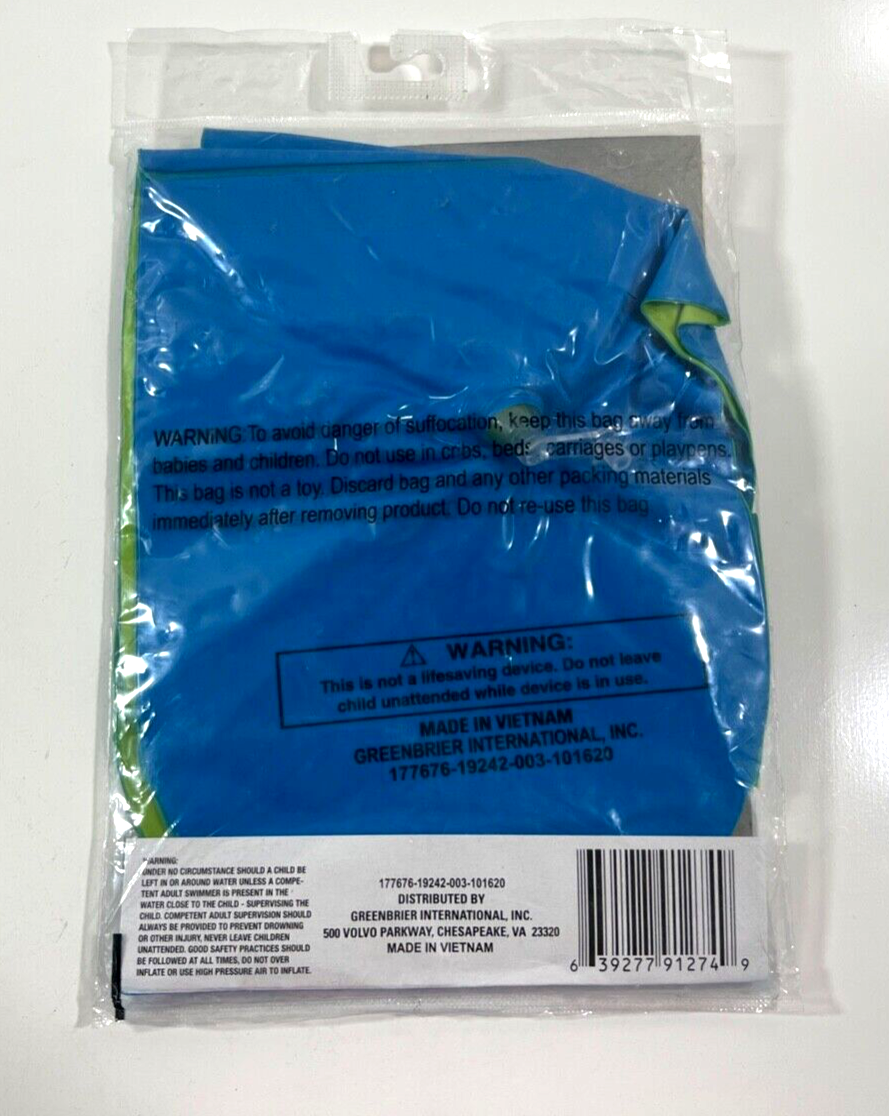 WARNING: To avoid danger of suffocation, keep this bag away from
babies and children. Do not use in cribs, beds, carriages or playpens.
This bag is not a toy. Discard bag and any other packing materials
immediately after removing product. Do not re-use this bag
⚠ WARNING:
This is not a lifesaving device. Do not leave
child unattended while device is in use.
MADE IN VIETNAM
GREENBRIER INTERNATIONAL, INC.
177676-19242-003-101620
WARNING:
UNDER NO CIRCUMSTANCE SHOULD A CHILD BE
LEFT IN OR AROUND WATER UNLESS A COMPE-
TENT ADULT SWIMMER IS PRESENT IN THE
WATER CLOSE TO THE CHILD - SUPERVISING THE
CHILD. COMPETENT ADULT SUPERVISION SHOULD
ALWAYS BE PROVIDED TO PREVENT DROWNING
OR OTHER INJURY, NEVER LEAVE CHILDREN
UNATTENDED. GOOD SAFETY PRACTICES SHOULD
BE FOLLOWED AT ALL TIMES, DO NOT OVER
INFLATE OR USE HIGH PRESSURE AIR TO INFLATE.
177676-19242-003-101620
DISTRIBUTED BY
GREENBRIER INTERNATIONAL, INC.
500 VOLVO PARKWAY, CHESAPEAKE, VA 23320
MADE IN VIETNAM
6 39277 91274 9